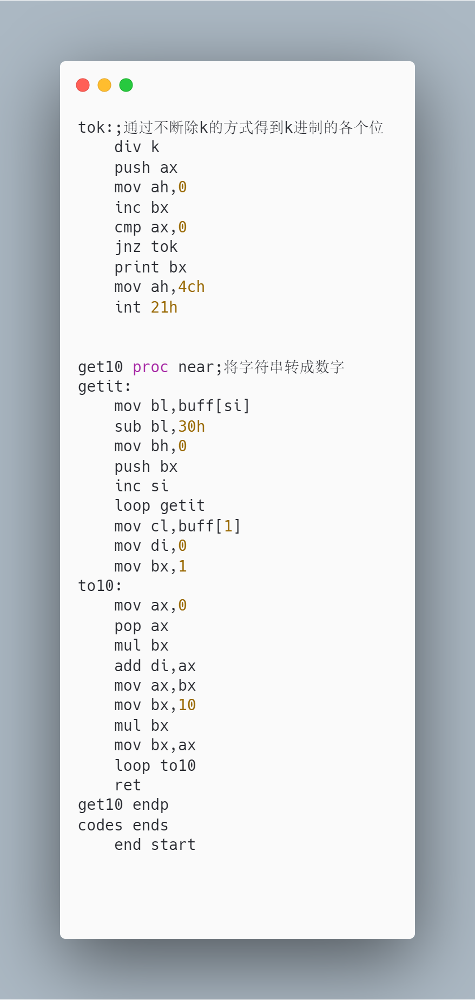 tok:;通过不断除k的方式得到k进制的各个位
    div k
    push ax
    mov ah,0
    inc bx
    cmp ax,0
    jnz tok
    print bx
    mov ah,4ch
    int 21h
get10 proc near;将字符串转成数字
getit:
    mov bl,buff[si]
    sub bl,30h
    mov bh,0
    push bx
    inc si
    loop getit
    mov cl,buff[1]
    mov di,0
    mov bx,1
to10:
    mov ax,0
    pop ax
    mul bx
    add di,ax
    mov ax,bx
    mov bx,10
    mul bx
    mov bx,ax
    loop to10
    ret
get10 endp
codes ends
    end start